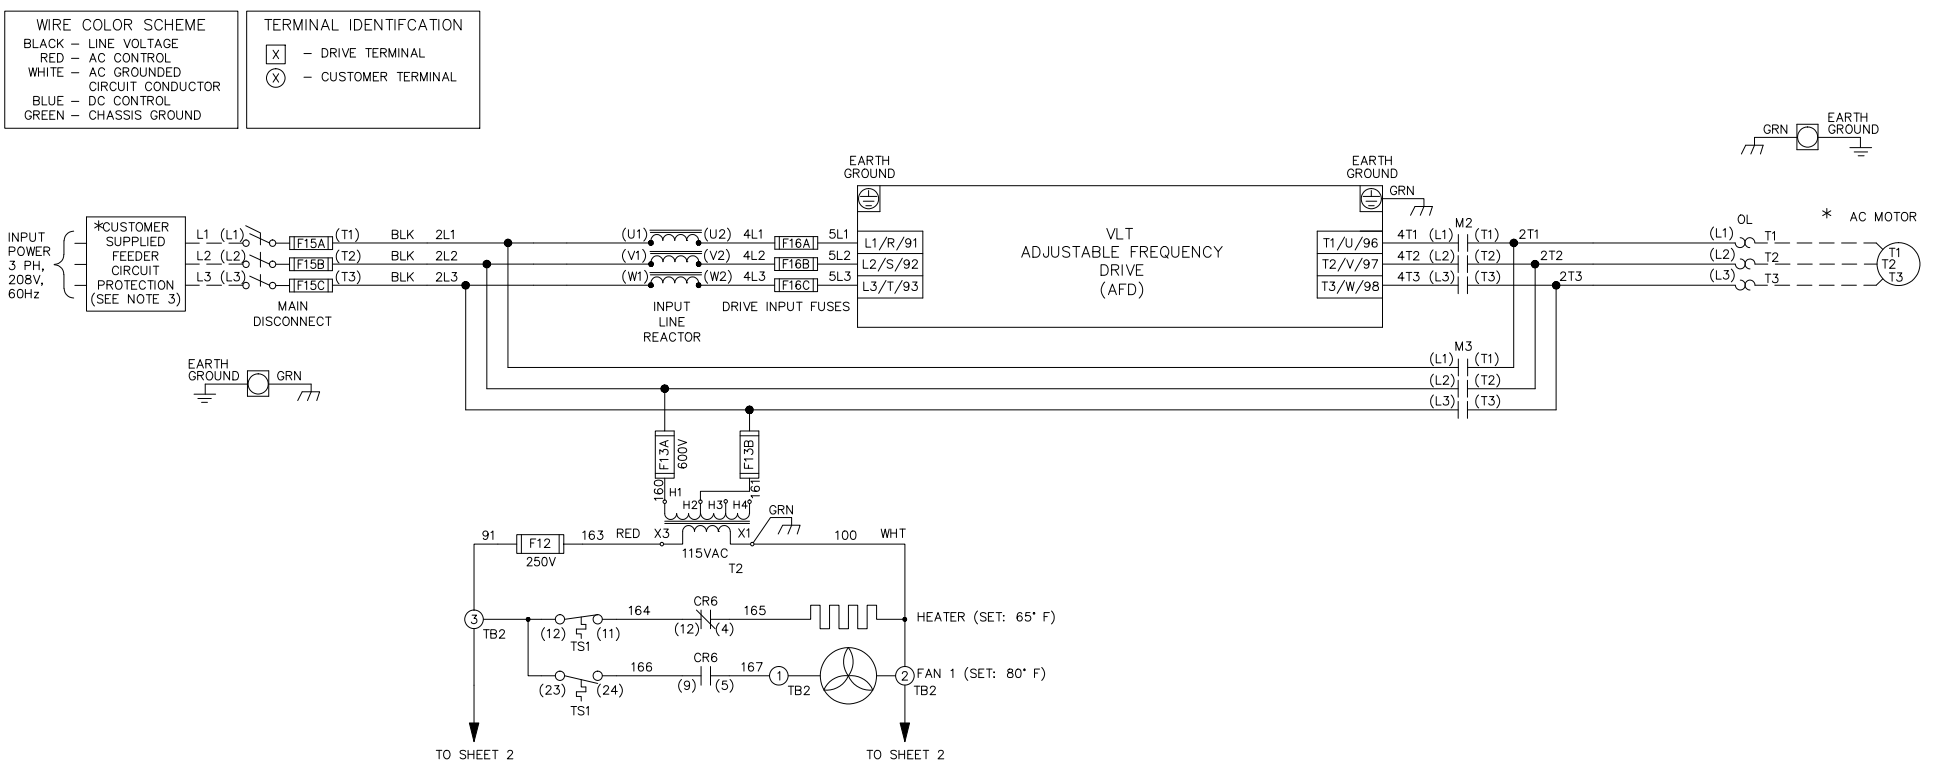 WIRE COLOR SCHEME
BLACK – LINE VOLTAGE
RED – AC CONTROL
WHITE – AC GROUNDED
CIRCUIT CONDUCTOR
BLUE – DC CONTROL
GREEN – CHASSIS GROUND
TERMINAL IDENTIFCATION
X – DRIVE TERMINAL
X – CUSTOMER TERMINAL
GRN
EARTH
GROUND
EARTH
GROUND
EARTH
GROUND
GRN
INPUT
POWER
3 PH,
208V,
60Hz
*CUSTOMER
SUPPLIED
FEEDER
CIRCUIT
PROTECTION
(SEE NOTE 3)
L1 (L1) F15A (T1) BLK 2L1 (U1) (U2) 4L1 F16A 5L1 L1/R/91
L2 (L2) F15B (T2) BLK 2L2 (V1) (V2) 4L2 F16B 5L2 L2/S/92
L3 (L3) F15C (T3) BLK 2L3 (W1) (W2) 4L3 F16C 5L3 L3/T/93
MAIN
DISCONNECT
INPUT
LINE
REACTOR
DRIVE INPUT FUSES
VLT
ADJUSTABLE FREQUENCY
DRIVE
(AFD)
M2
OL
* AC MOTOR
T1/U/96 4T1 (L1) (T1) 2T1 (L1) T1 T1
T2/V/97 4T2 (L2) (T2) 2T2 (L2) T2 T2
T3/W/98 4T3 (L3) (T3) 2T3 (L3) T3 T3
M3
(L1) (T1)
(L2) (T2)
(L3) (T3)
EARTH
GROUND
GRN
F13A
600V
F13B
160
H1
H2 H3 H4
161
GRN
91 F12 163 RED X3 X1 100 WHT
250V
115VAC
T2
3
TB2
(12) (11)
TS1
164
CR6
(12) (4)
165
HEATER (SET: 65° F)
(23) (24)
TS1
166
CR6
(9) (5)
167
1
TB2
2
TB2
FAN 1 (SET: 80° F)
TO SHEET 2
TO SHEET 2